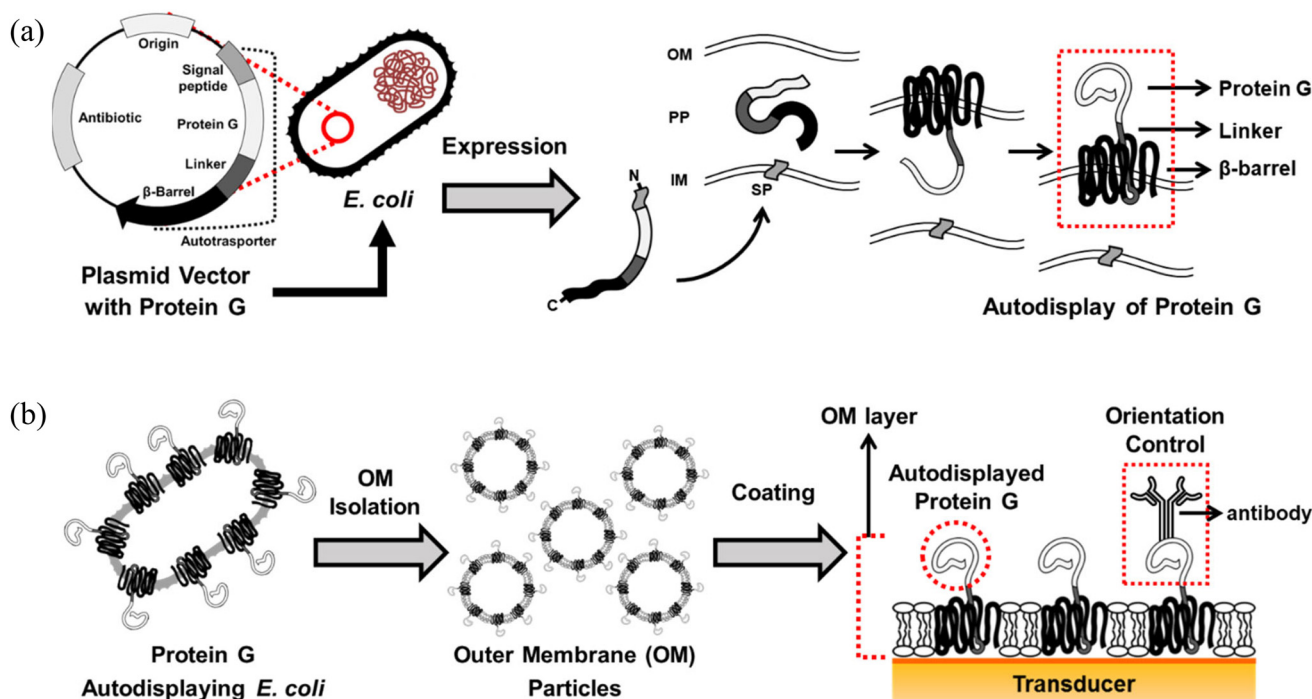 (a)
Origin
Signal
peptide
Antibiotic
Protein G
Linker
β-Barrel
Autotrasporter
Plasmid Vector
with Protein G
E. coli
Expression
N
C
OM
PP
IM
SP
Protein G
Linker
β-barrel
Autodisplay of Protein G
(b)
Protein G
Autodisplaying E. coli
OM
Isolation
Outer Membrane (OM)
Particles
Coating
OM layer
Autodisplayed
Protein G
Orientation
Control
antibody
Transducer